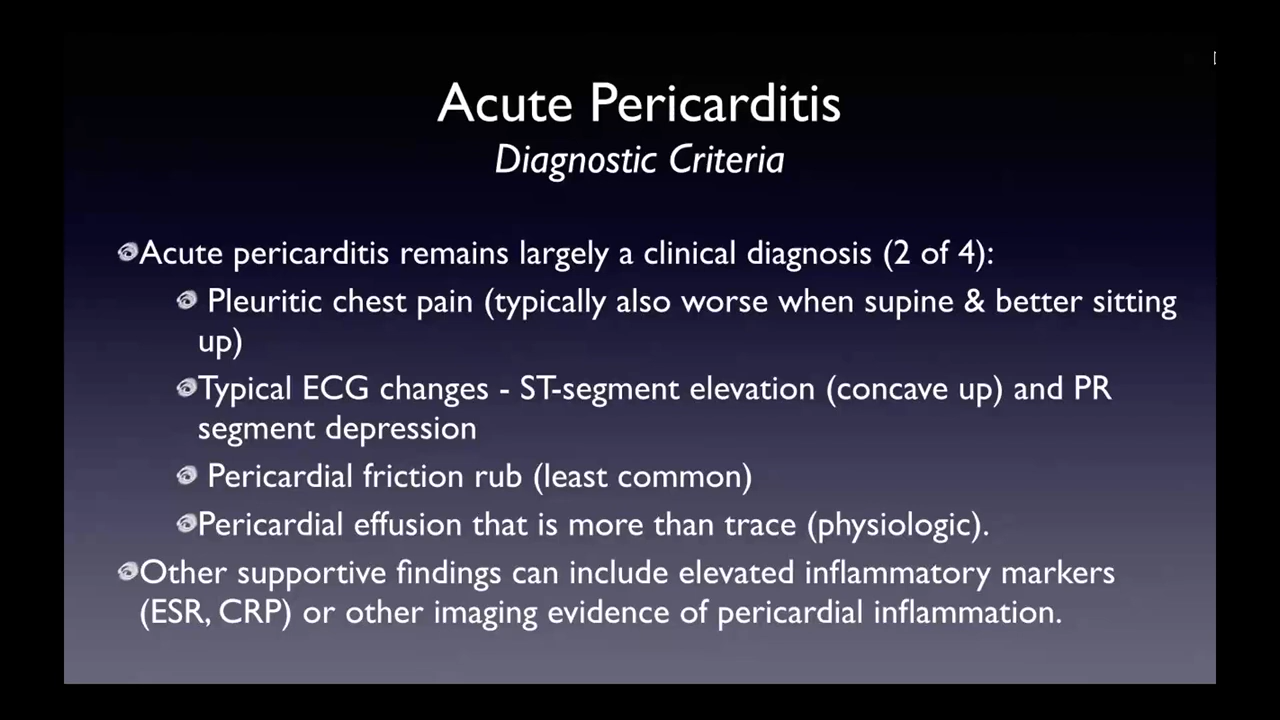 Acute Pericarditis
Diagnostic Criteria
Acute pericarditis remains largely a clinical diagnosis (2 of 4):
Pleuritic chest pain (typically also worse when supine & better sitting
up)
Typical ECG changes - ST-segment elevation (concave up) and PR
segment depression
Pericardial friction rub (least common)
Pericardial effusion that is more than trace (physiologic).
Other supportive findings can include elevated inflammatory markers
(ESR, CRP) or other imaging evidence of pericardial inflammation.